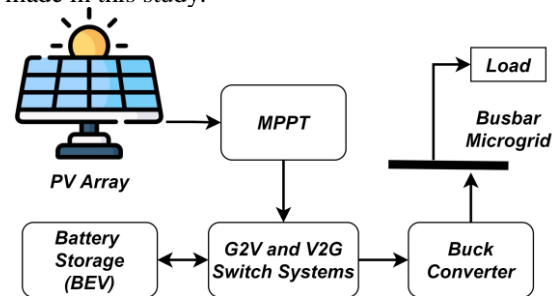 made in this study.
PV Array
MPPT
Load
Busbar
Microgrid
Battery
Storage
(BEV)
G2V and V2G
Switch Systems
Buck
Converter